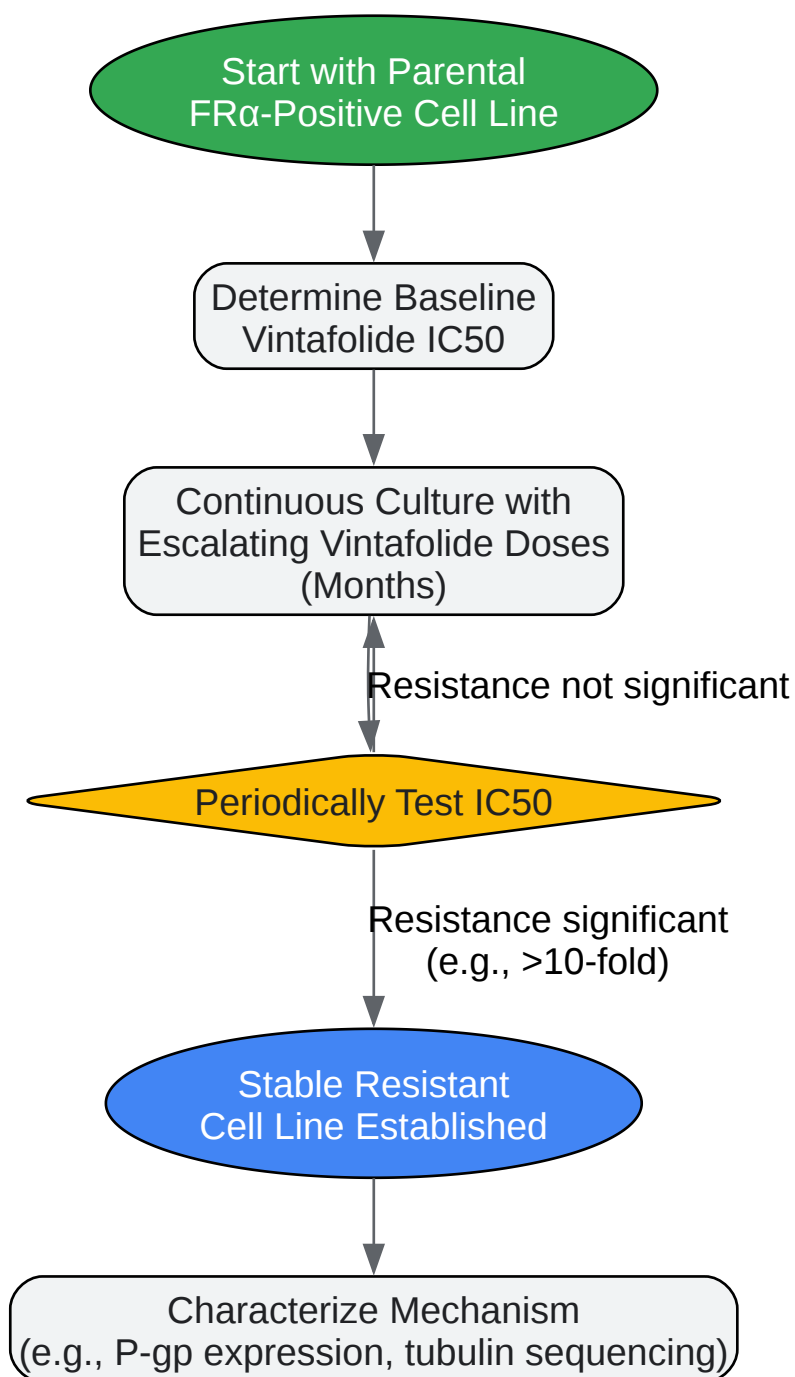 Start with Parental
FRα-Positive Cell Line
Determine Baseline
Vintafolide IC50
Continuous Culture with
Escalating Vintafolide Doses
(Months)
Resistance not significant
Periodically Test IC50
Resistance significant
(e.g., >10-fold)
Stable Resistant
Cell Line Established
Characterize Mechanism
(e.g., P-gp expression, tubulin sequencing)